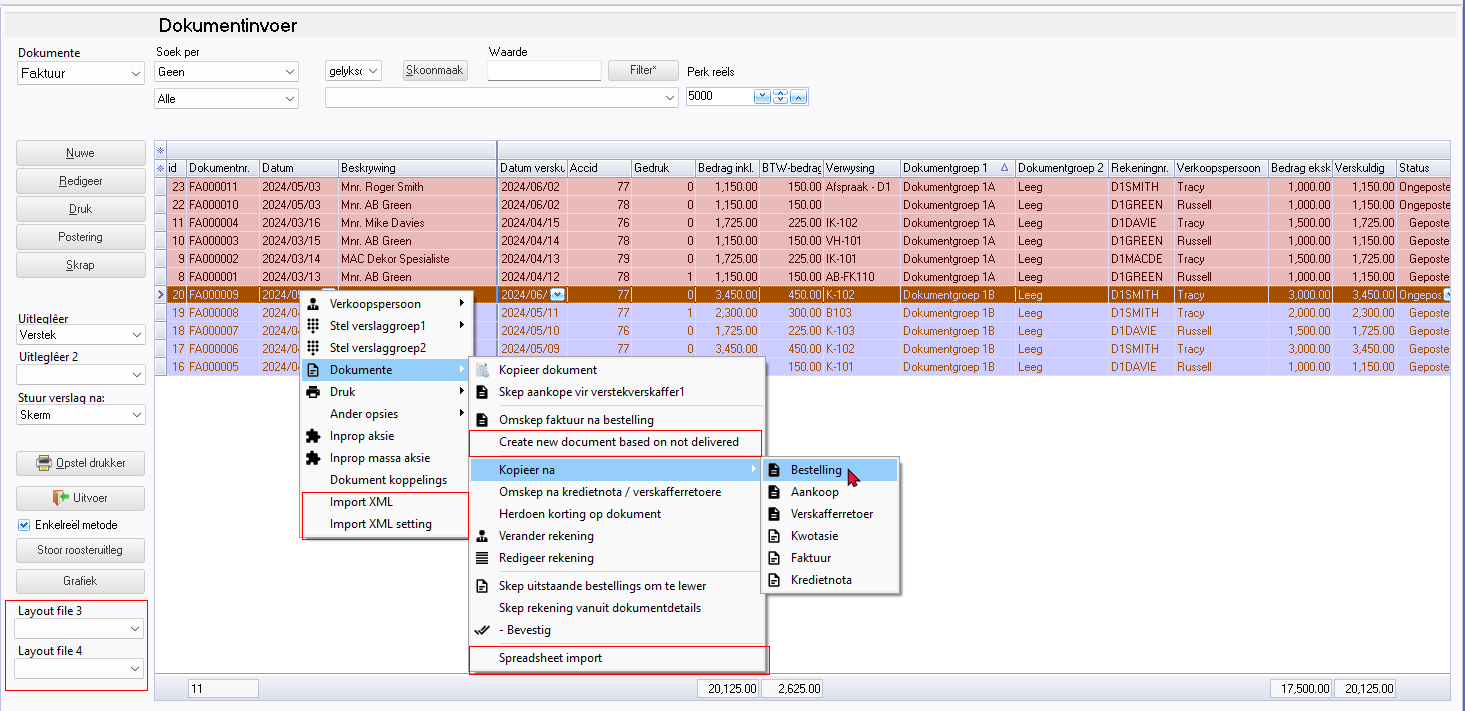 Dokumentinvoer
Dokumente
Faktuur
Soek per
Geen
gelyksc
Skoonmaak
Waarde
Filter*
Perk reëls
Alle
5000
Nuwe
Redigeer
Druk
Postering
Skrap
Uitlegléer
Verstek
Uitlegléer 2
Stuur verslag na:
Skerm
Opstel drukker
Uitvoer
Enkelreël metode
Stoor roosteruitleg
Grafiek
Layout file 3
Layout file 4
id Dokumentnr. Datum Beskrywing Datum versku Accid Gedruk Bedrag inkl. BTW-bedrag Verwysing Dokumentgroep 1 Dokumentgroep 2 Rekeningnr. Verkoopspersoon Bedrag eksk Verskuldig Status
23 FA000011 2024/05/03 Mnr. Roger Smith 2024/06/02 77 0 1,150.00 150.00 Afspraak - D1 Dokumentgroep 1A Leeg D1SMITH Tracy 1,000.00 1,150.00 Ongeposte
22 FA000010 2024/05/03 Mnr. AB Green 2024/06/02 78 0 1,150.00 150.00 Dokumentgroep 1A Leeg D1GREEN Russell 1,000.00 1,150.00 Ongeposte
11 FA000004 2024/03/16 Mnr. Mike Davies 2024/04/15 76 0 1,725.00 225.00 IK-102 Dokumentgroep 1A Leeg D1DAVIE Tracy 1,500.00 1,725.00 Geposte
10 FA000003 2024/03/15 Mnr. AB Green 2024/04/14 78 0 1,150.00 150.00 VH-101 Dokumentgroep 1A Leeg D1GREEN Russell 1,000.00 1,150.00 Geposte
9 FA000002 2024/03/14 MAC Dekor Spesialiste 2024/04/13 79 0 1,725.00 225.00 IK-101 Dokumentgroep 1A Leeg D1MACDE Tracy 1,500.00 1,725.00 Geposte
8 FA000001 2024/03/13 Mnr. AB Green 2024/04/12 78 1 1,150.00 150.00 AB-FK110 Dokumentgroep 1A Leeg D1GREEN Russell 1,000.00 1,150.00 Geposte
20 FA000009 2024/05 2024/06/ 77 0 3,450.00 450.00 K-102 Dokumentgroep 1B Leeg D1SMITH Tracy 3,000.00 3,450.00 Ongepos
19 FA000008 2024/04 2024/05/11 77 1 2,300.00 300.00 B103 Dokumentgroep 1B Leeg D1SMITH Tracy 2,000.00 2,300.00 Geposte
18 FA000007 2024/04 2024/05/10 76 0 1,725.00 225.00 K-103 Dokumentgroep 1B Leeg D1DAVIE Russell 1,500.00 1,725.00 Geposte
17 FA000006 2024/04 2024/05/09 77 0 3,450.00 450.00 K-102 Dokumentgroep 1B Leeg D1SMITH Tracy 3,000.00 3,450.00 Geposte
16 FA000005 2024/04 150.00 K-101 Dokumentgroep 1B Leeg D1DAVIE Russell 1,000.00 1,150.00 Geposte
Verkoopspersoon
Stel verslaggroep1
Stel verslaggroep2
Dokumente
Druk
Ander opsies
Inprop aksie
Inprop massa aksie
Dokument koppelings
Import XML
Import XML setting
Kopieer dokument
Skep aankope vir verstekverskaffer1
Omskep faktuur na bestelling
Create new document based on not delivered
Kopieer na
Omskep na kredietnota / verskafferretoere
Herdoen korting op dokument
Verander rekening
Redigeer rekening
Skep uitstaande bestellings om te lewer
Skep rekening vanuit dokumentdetails
- Bevestig
Spreadsheet import
Bestelling
Aankoop
Verskafferretoer
Kwotasie
Faktuur
Kredietnota
11 20,125.00 2,625.00 17,500.00 20,125.00